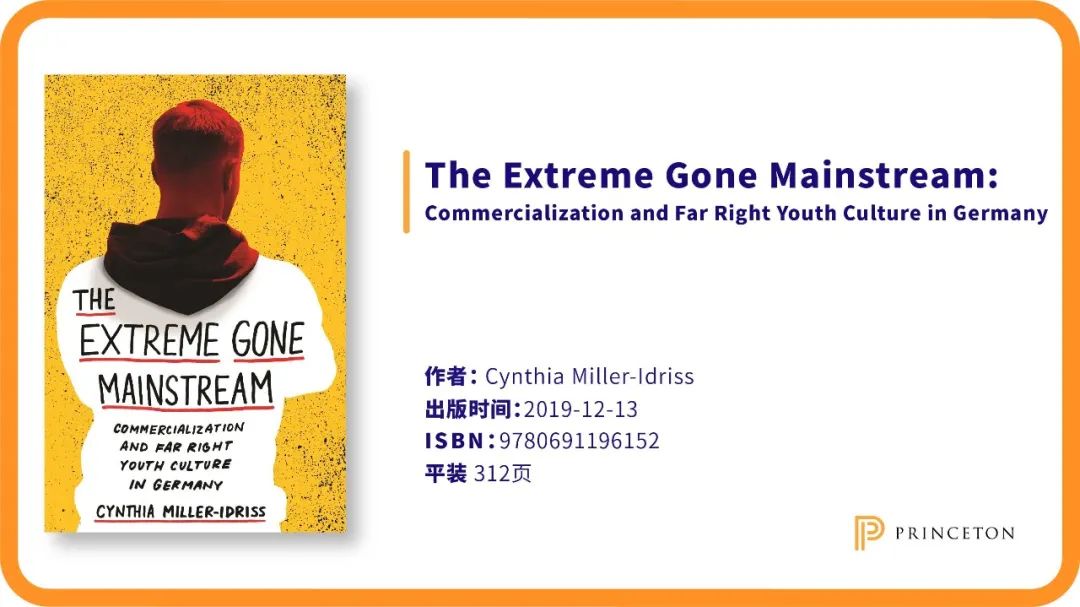 THE
EXTREME GONE
MAINSTREAM
COMMERCIALIZATION
AND FAR RIGHT
YOUTH CULTURE
IN GERMANY
CYNTHIA MILLER-IDRISS
The Extreme Gone Mainstream:
Commercialization and Far Right Youth Culture in Germany
作者：Cynthia Miller-Idriss
出版时间：2019-12-13
ISBN：9780691196152
平装 312页
PRINCETON